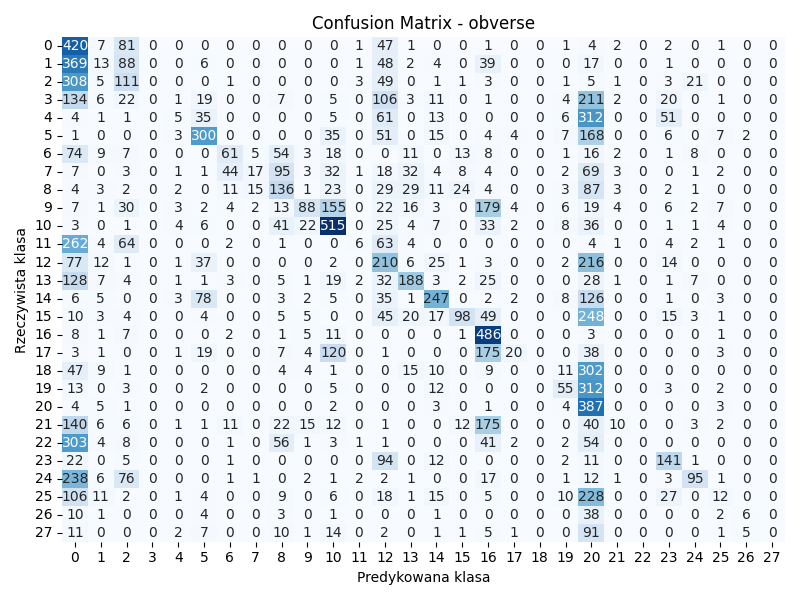 Confusion Matrix - obverse
Rzeczywista klasa
0 420 7 81 0 0 0 0 0 0 0 0 1 47 1 0 0 1 0 0 1 4 2 0 2 0 1 0 0
1 369 13 88 0 0 6 0 0 0 0 0 1 48 2 4 0 39 0 0 0 17 0 0 1 0 0 0 0
2 308 5 111 0 0 0 1 0 0 0 0 3 49 0 1 1 3 0 0 1 5 1 0 3 21 0 0 0
3 134 6 22 0 1 19 0 0 7 0 5 0 106 3 11 0 1 0 0 4 211 2 0 20 0 1 0 0
4 4 1 1 0 5 35 0 0 0 0 5 0 61 0 13 0 0 0 0 6 312 0 0 51 0 0 0 0
5 1 0 0 0 3 300 0 0 0 0 35 0 51 0 15 0 4 4 0 7 168 0 0 6 0 7 2 0
6 74 9 7 0 0 0 61 5 54 3 18 0 0 11 0 13 8 0 0 1 16 2 0 1 8 0 0 0
7 7 0 3 0 1 1 44 17 95 3 32 1 18 32 4 8 4 0 0 2 69 3 0 0 1 2 0 0
8 4 3 2 0 2 0 11 15 136 1 23 0 29 29 11 24 4 0 0 3 87 3 0 2 1 0 0 0
9 7 1 30 0 3 2 4 2 13 88 155 0 22 16 3 0 179 4 0 6 19 4 0 6 2 7 0 0
10 3 0 1 0 4 6 0 0 41 22 515 0 25 4 7 0 33 2 0 8 36 0 0 1 1 4 0 0
11 262 4 64 0 0 0 2 0 1 0 0 6 63 4 0 0 0 0 0 0 4 1 0 4 2 1 0 0
12 77 12 1 0 1 37 0 0 0 0 2 0 210 6 25 1 3 0 0 2 216 0 0 14 0 0 0 0
13 128 7 4 0 1 1 3 0 5 1 19 2 32 188 3 2 25 0 0 0 28 1 0 1 7 0 0 0
14 6 5 0 0 3 78 0 0 3 2 5 0 35 1 247 0 2 2 0 8 126 0 0 1 0 3 0 0
15 10 3 4 0 0 4 0 0 5 5 0 0 45 20 17 98 49 0 0 0 248 0 0 15 3 1 0 0
16 8 1 7 0 0 0 2 0 1 5 11 0 0 0 0 1 486 0 0 0 3 0 0 0 0 1 0 0
17 3 1 0 0 1 19 0 0 7 4 120 0 1 0 0 0 175 20 0 0 38 0 0 0 0 3 0 0
18 47 9 1 0 0 0 0 0 4 4 1 0 0 15 10 0 9 0 0 11 302 0 0 0 0 0 0 0
19 13 0 3 0 0 2 0 0 0 0 5 0 0 0 12 0 0 0 0 55 312 0 0 3 0 2 0 0
20 4 5 1 0 0 0 0 0 0 0 2 0 0 0 3 0 1 0 0 4 387 0 0 0 0 3 0 0
21 140 6 6 0 1 1 11 0 22 15 12 0 1 0 0 12 175 0 0 0 40 10 0 0 3 2 0 0
22 303 4 8 0 0 0 1 0 56 1 3 1 1 0 0 0 41 2 0 2 54 0 0 0 0 0 0 0
23 22 0 5 0 0 0 1 0 0 0 0 0 94 0 12 0 0 0 0 2 11 0 0 141 1 0 0 0
24 238 6 76 0 0 0 0 1 1 0 2 1 2 2 1 0 0 17 0 0 1 12 1 0 3 95 1 0 0
25 106 11 2 0 1 4 0 0 9 0 6 0 18 1 15 0 5 0 0 10 228 0 0 27 0 12 0 0
26 10 1 0 0 0 4 0 0 3 0 1 0 0 0 1 0 0 0 0 0 38 0 0 0 0 2 6 0
27 11 0 0 0 2 7 0 0 10 1 14 0 2 0 1 1 5 1 0 0 91 0 0 0 0 1 5 0
0 1 2 3 4 5 6 7 8 9 10 11 12 13 14 15 16 17 18 19 20 21 22 23 24 25 26 27
Predykowana klasa